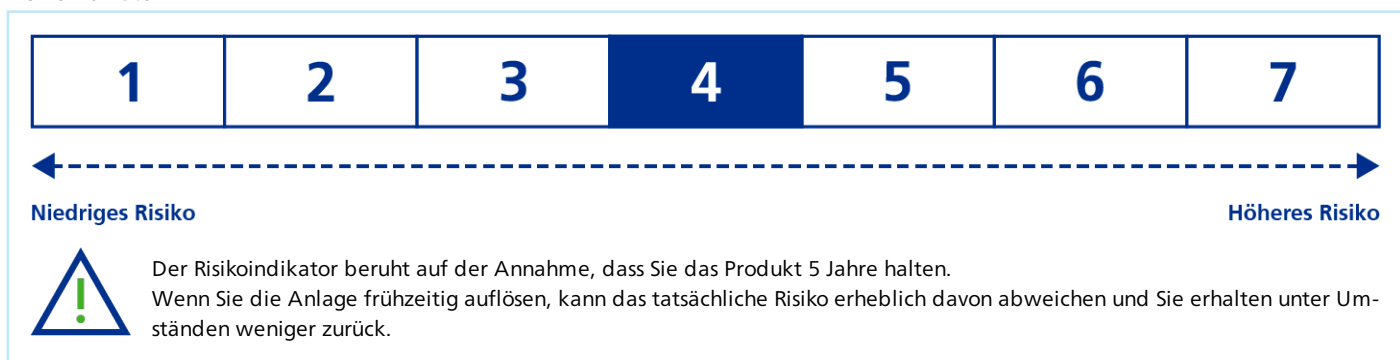 1 2 3 4 5 6 7
Niedriges Risiko Höheres Risiko
Der Risikoindikator beruht auf der Annahme, dass Sie das Produkt 5 Jahre halten.
Wenn Sie die Anlage frühzeitig auflösen, kann das tatsächliche Risiko erheblich davon abweichen und Sie erhalten unter Um-
ständen weniger zurück.